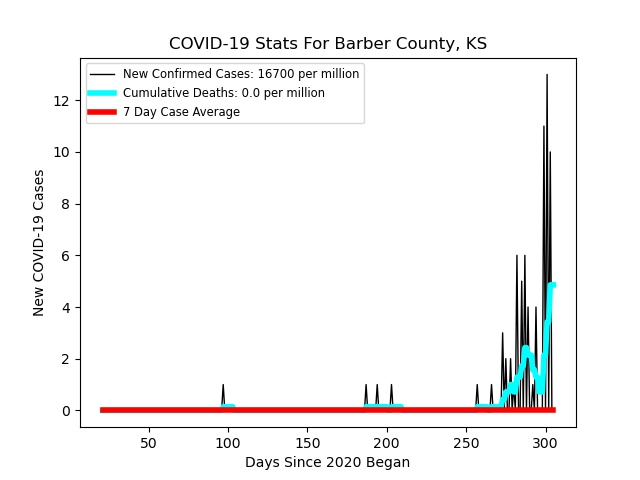 COVID-19 Stats For Barber County, KS
New Confirmed Cases: 16700 per million
Cumulative Deaths: 0.0 per million
7 Day Case Average
New COVID-19 Cases
12
10
8
6
4
2
0
50 100 150 200 250 300
Days Since 2020 Began